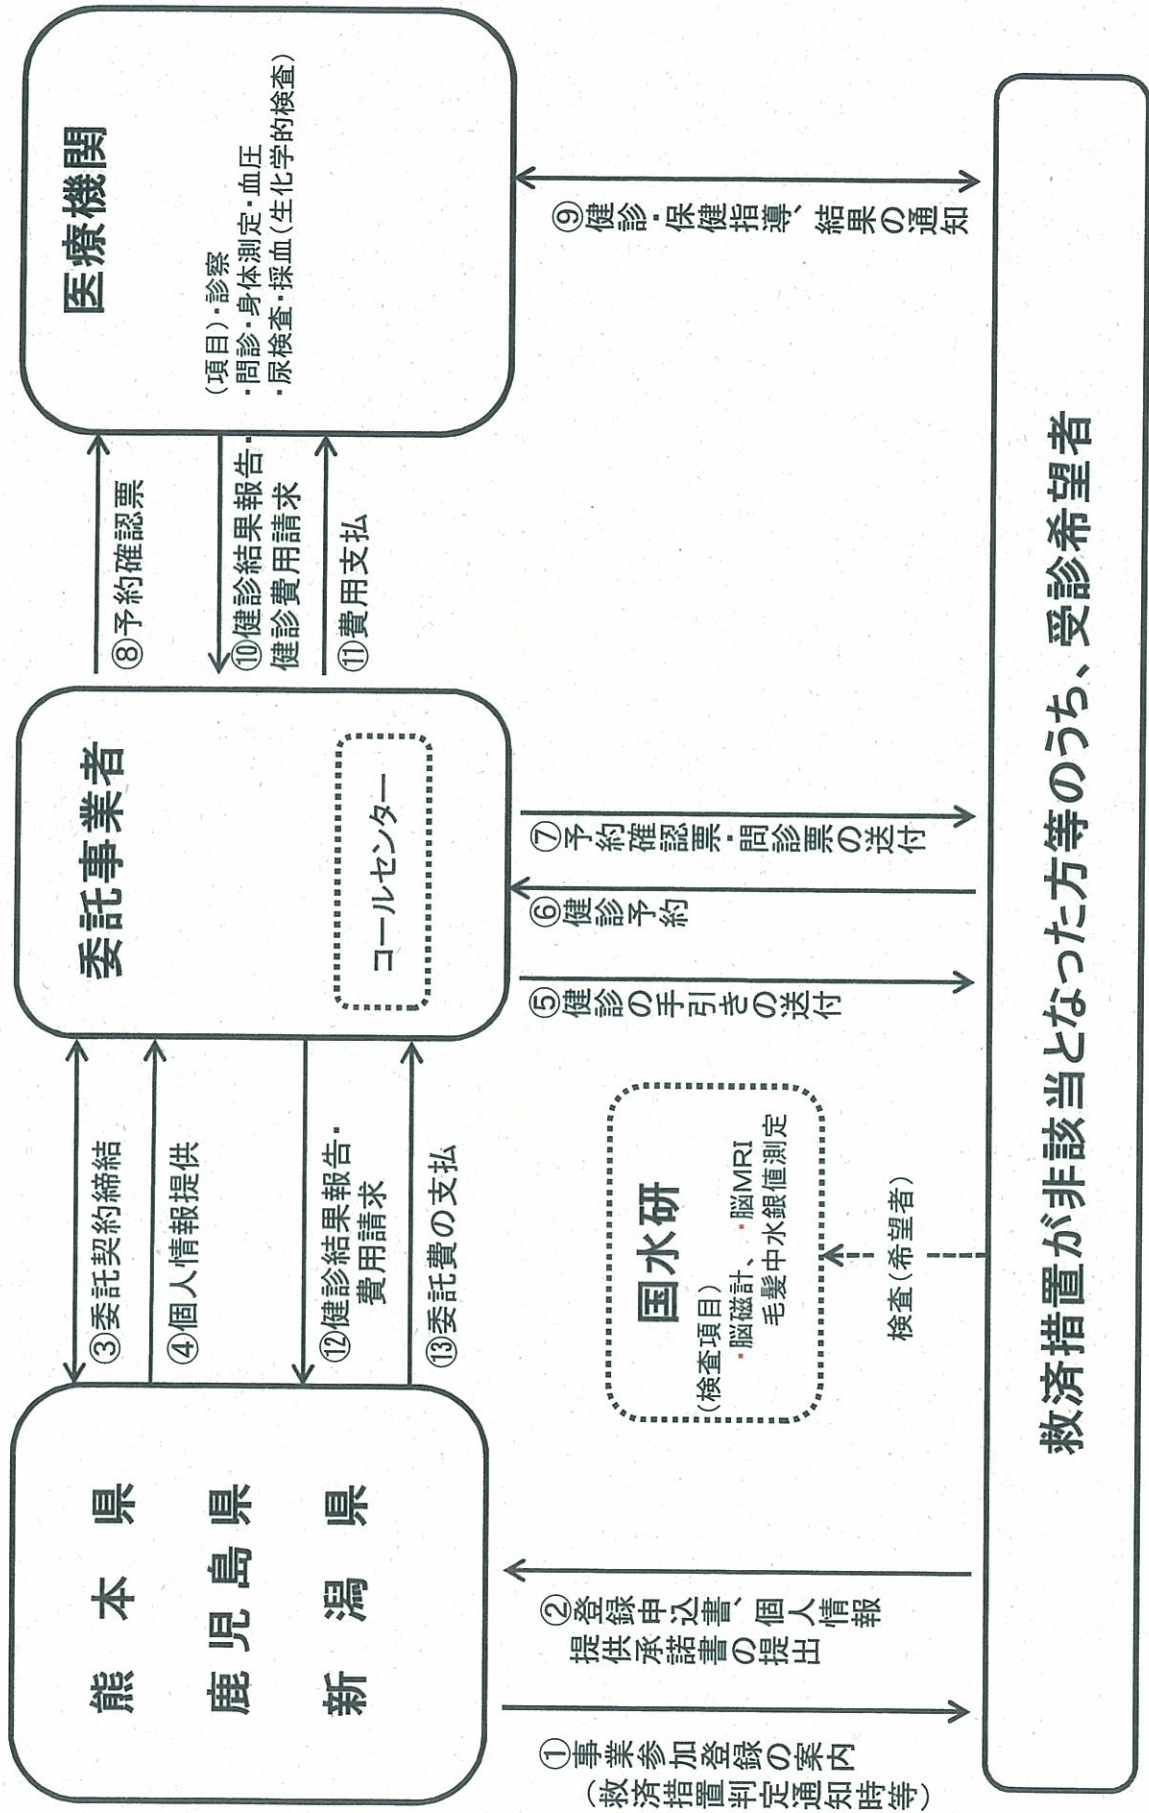 熊本県
鹿児島県
新潟県
③委託契約締結
④個人情報提供
⑫健診結果報告・
費用請求
⑬委託費の支払
委託事業者
コールセンター
⑧予約確認票
⑩健診結果報告・
健診費用請求
⑪費用支払
医療機関
(項目)・診察
・問診・身体測定・血圧
・尿検査・採血(生化学的検査)
①事業参加登録の案内
(救済措置判定通知時等)
②登録申込書、個人情報
提供承諾書の提出
国水研
(検査項目)
・脳磁計、・脳MRI
毛髪中水銀値測定
検査(希望者)
⑤健診の手引きの送付
⑥健診予約
⑦予約確認票・問診票の送付
⑨健診・保健指導、結果の通知
救済措置が非該当となった方等のうち、受診希望者